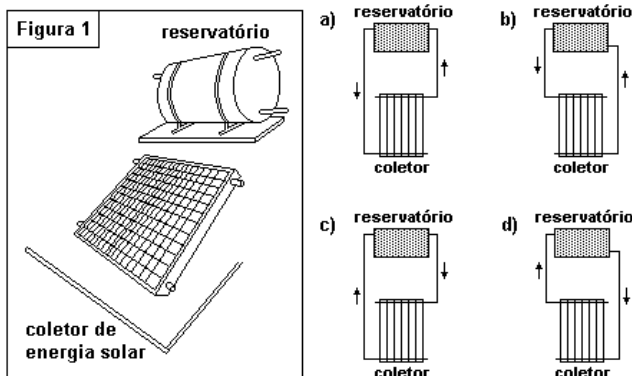 Figura 1
reservatório
coletor de
energia solar
a)
reservatório
coletor
b)
reservatório
coletor
c)
reservatório
coletor
d)
reservatório
coletor